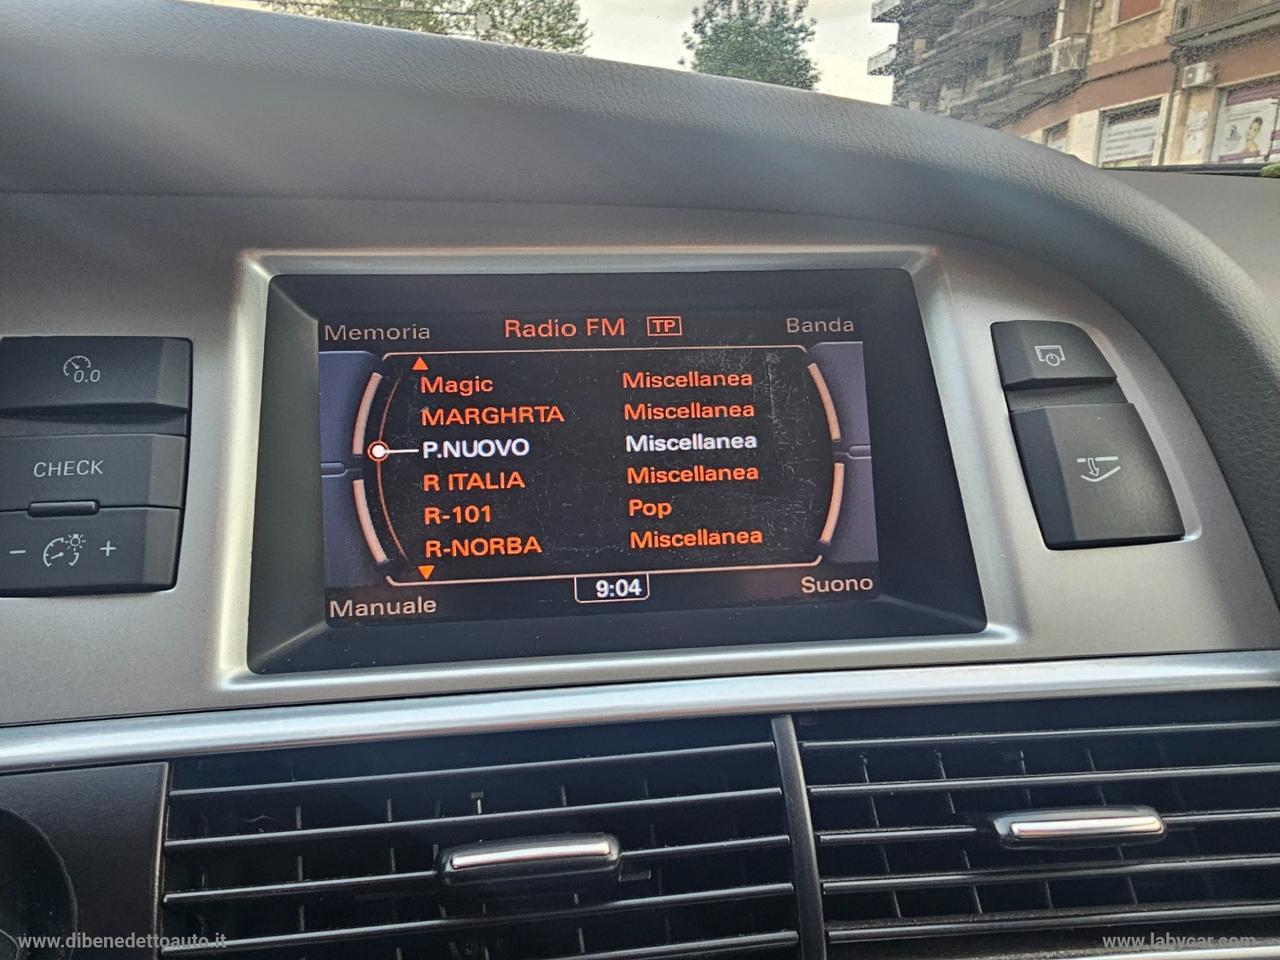 Memoria Radio FM TP Banda
Magic Miscellanea
MARGHRTA Miscellanea
P.NUOVO Miscellanea
R ITALIA Miscellanea
R-101 Pop
R-NORBA Miscellanea
Manuale 9:04 Suono
0.0
CHECK
- +
www.dibenedettoauto.it
www.labycar.com